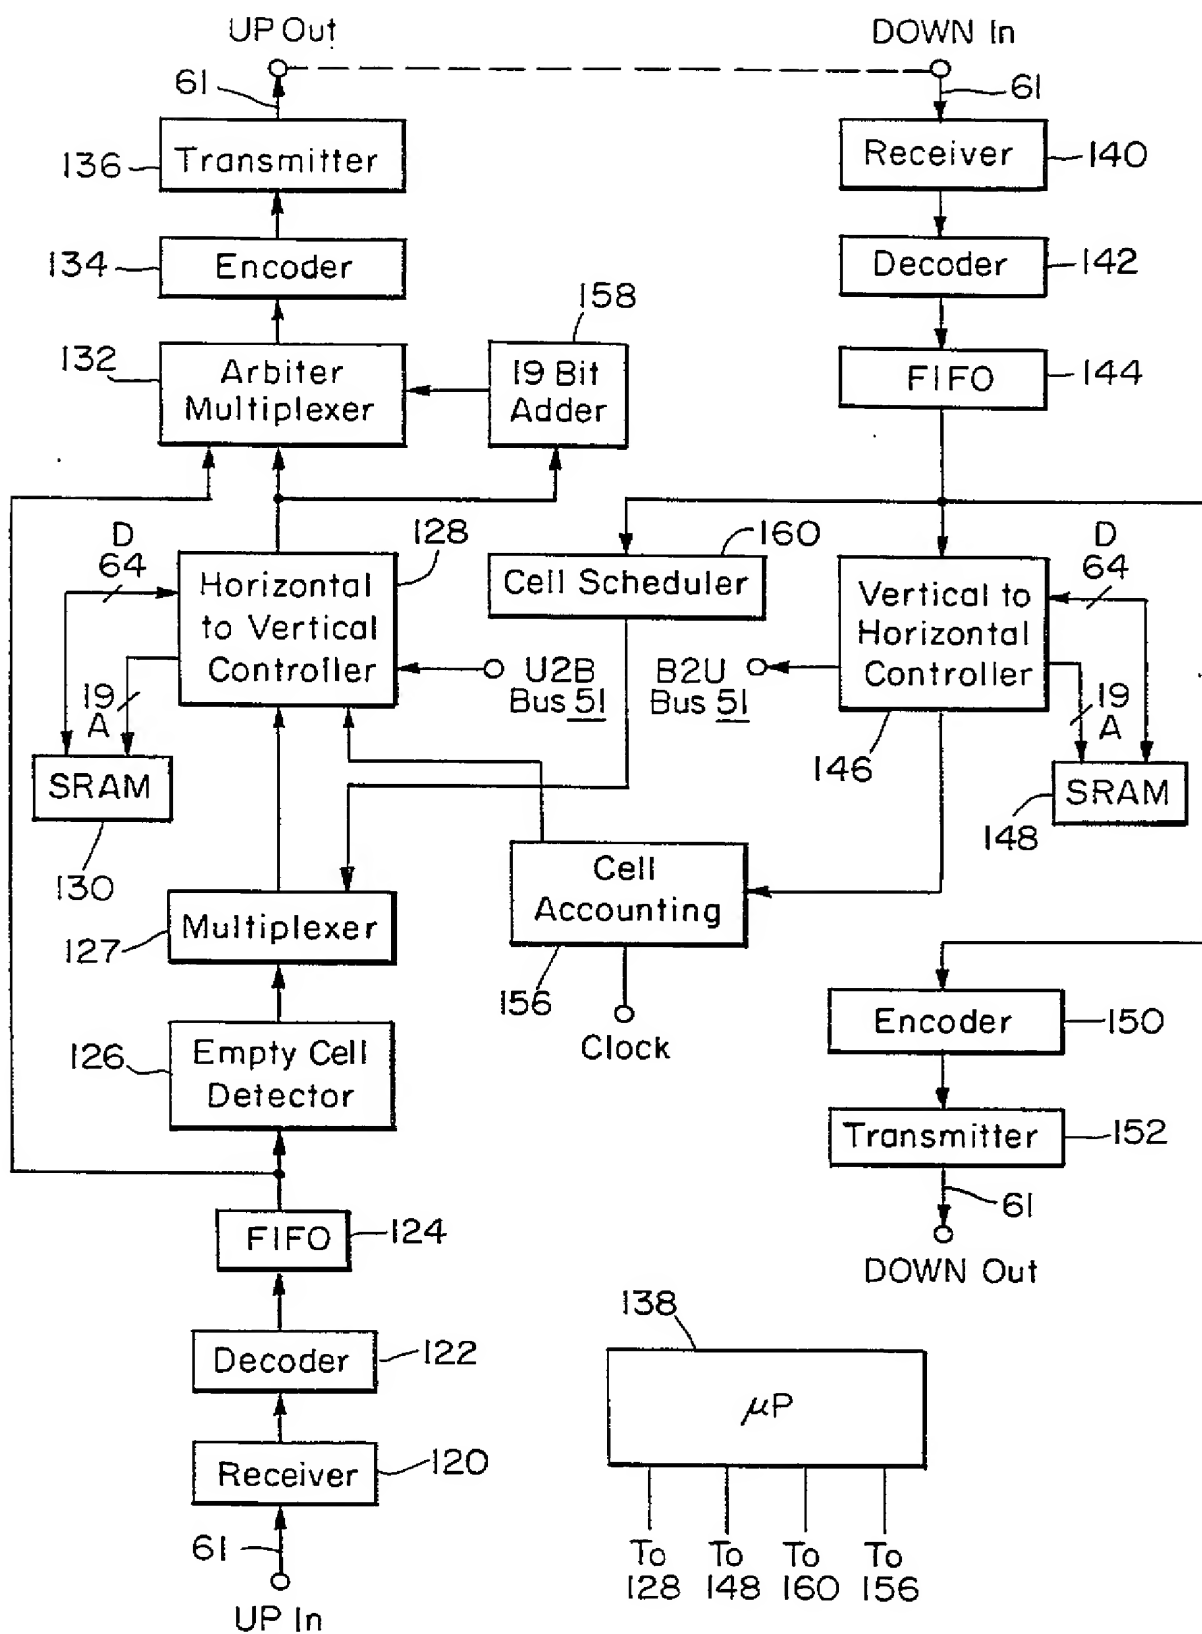 UP Out
DOWN In
61
61
Transmitter
136
Receiver
140
134
Encoder
Decoder
142
158
132
Arbiter
Multiplexer
19 Bit
Adder
FIFO
144
128
160
D
64
Horizontal
to Vertical
Controller
Cell Scheduler
Vertical to
Horizontal
Controller
D
64
U2B
Bus 51
B2U
Bus 51
19
A
19
A
SRAM
130
146
SRAM
148
Cell
Accounting
156
Multiplexer
127
Clock
Encoder
150
126
Empty Cell
Detector
Transmitter
152
61
DOWN Out
FIFO
124
138
Decoder
122
μP
Receiver
120
61
UP In
To
128
To
148
To
160
To
156